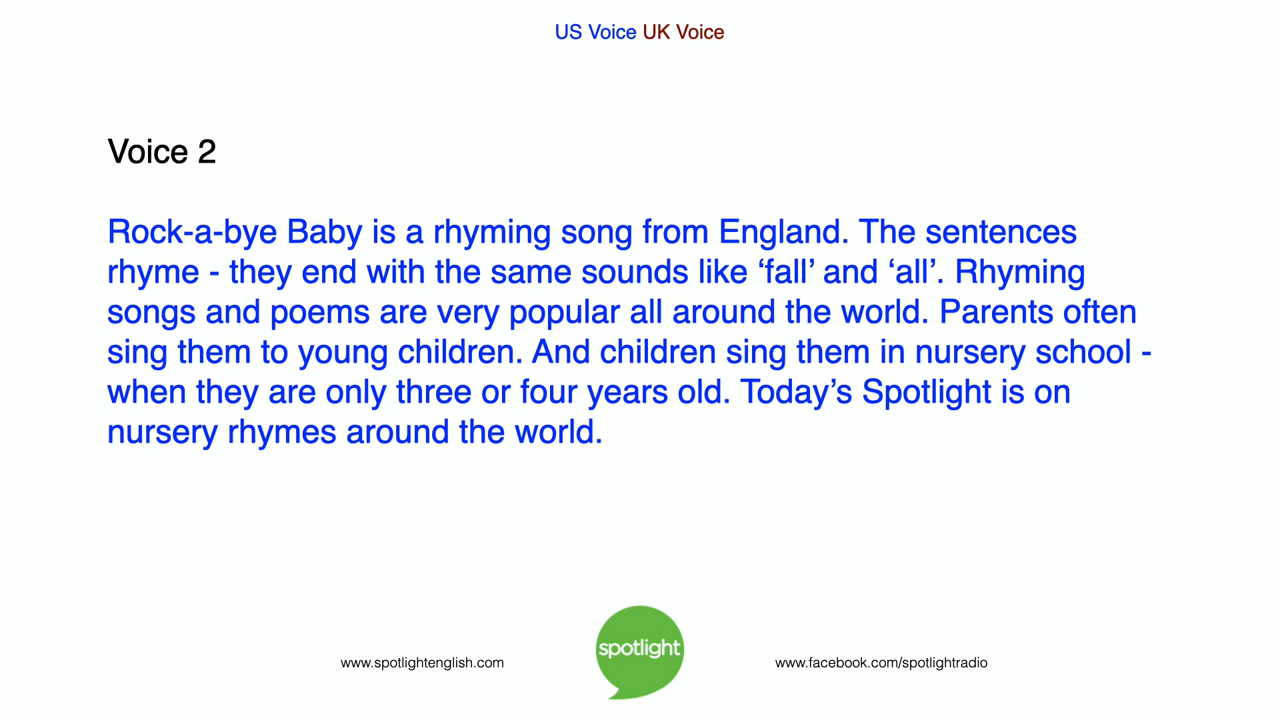 US Voice UK Voice
Voice 2
Rock-a-bye Baby is a rhyming song from England. The sentences
rhyme - they end with the same sounds like ‘fall’ and ‘all’. Rhyming
songs and poems are very popular all around the world. Parents often
sing them to young children. And children sing them in nursery school -
when they are only three or four years old. Today’s Spotlight is on
nursery rhymes around the world.
www.spotlightenglish.com
spotlight
www.facebook.com/spotlightradio